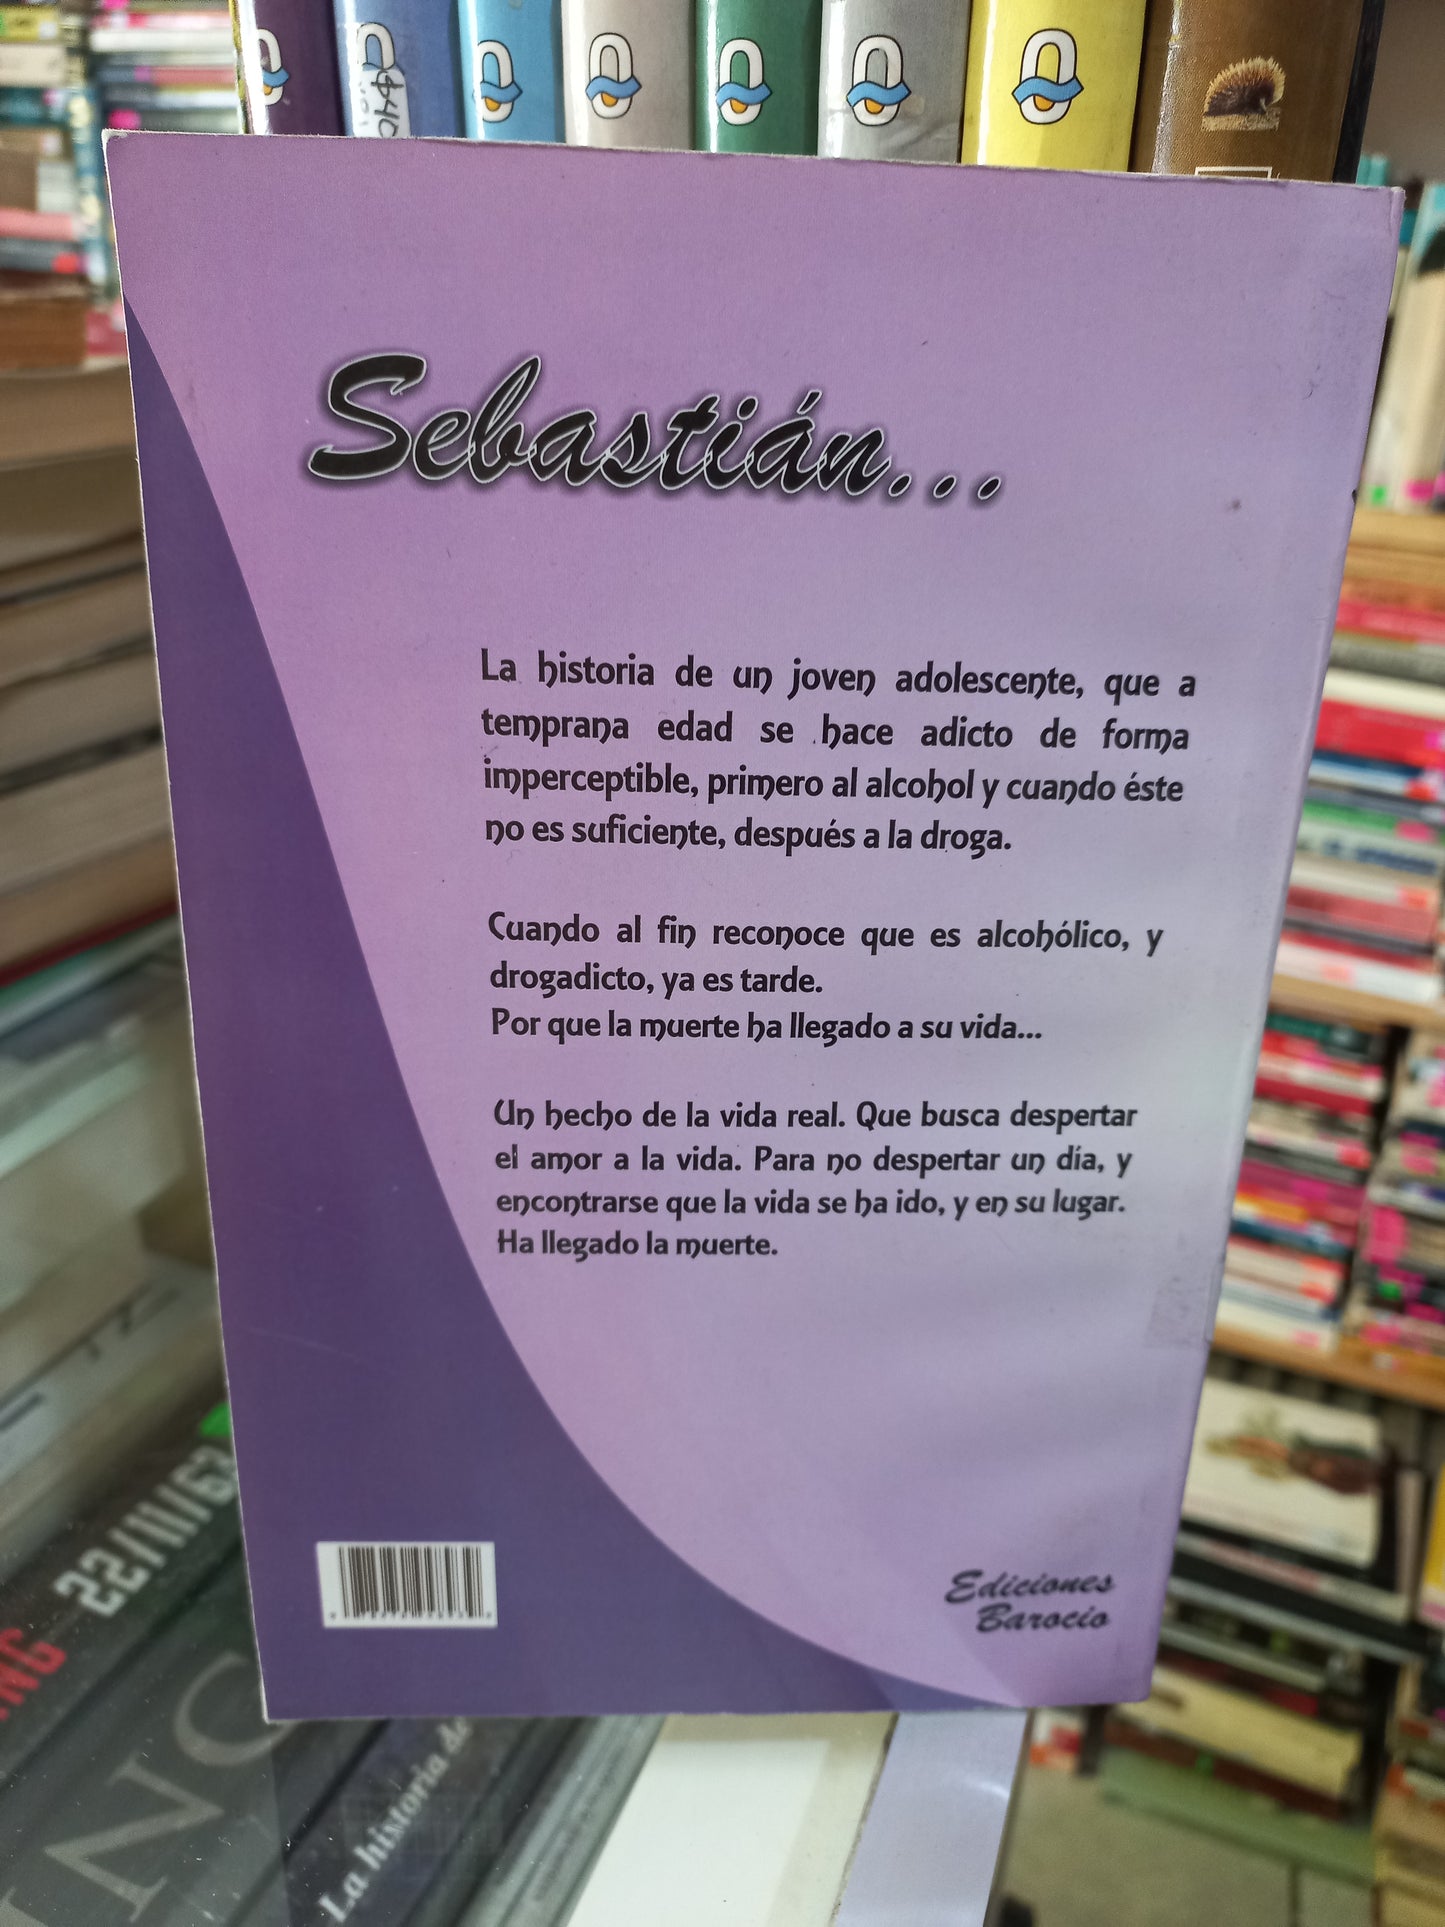 $40
Sebastián...
La historia de un joven adolescente, que a
temprana edad se hace adicto de forma
imperceptible, primero al alcohol y cuando éste
no es suficiente, después a la droga.
Cuando al fin reconoce que es alcohólico, y
drogadicto, ya es tarde.
Por que la muerte ha llegado a su vida...
Un hecho de la vida real. Que busca despertar
el amor a la vida. Para no despertar un día, y
encontrarse que la vida se ha ido, y en su lugar.
Ha llegado la muerte.
Ediciones
Barocio
22/11/63
La historia de